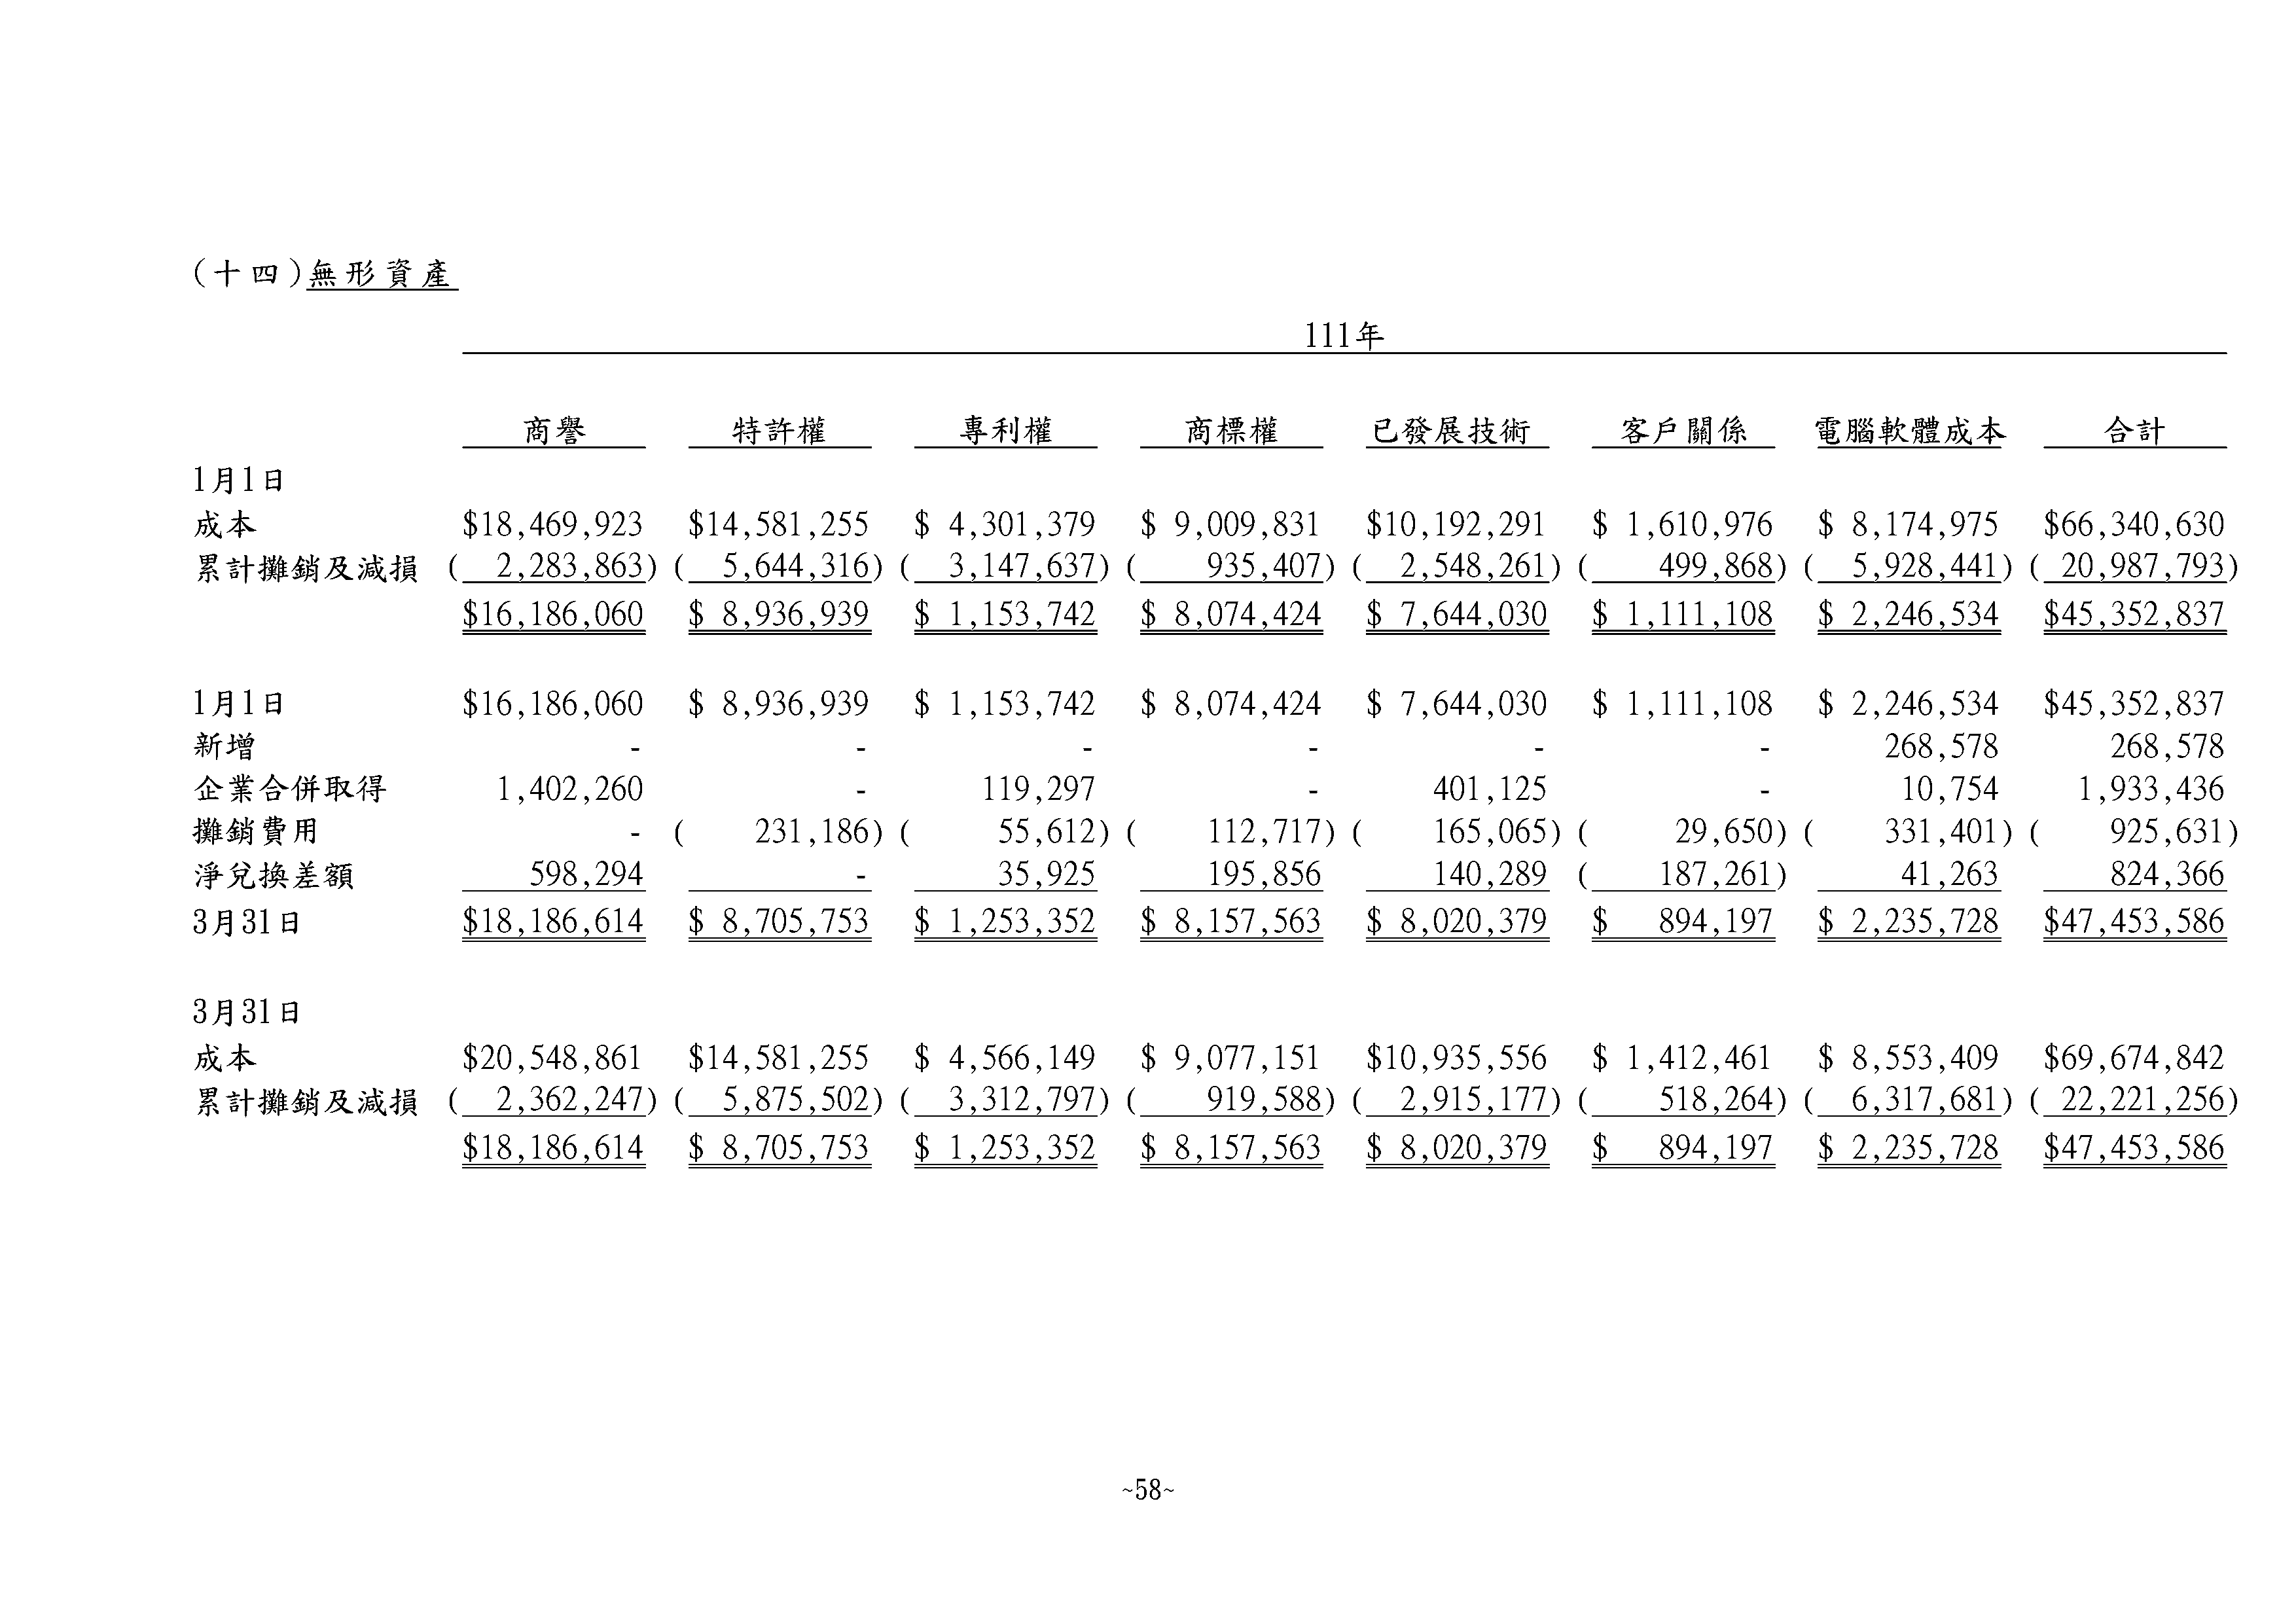 (十四)無形資產
111年
商譽 特許權 專利權 商標權 已發展技術 客戶關係 電腦軟體成本 合計
1月1日
成本 $18,469,923 $14,581,255 $ 4,301,379 $ 9,009,831 $10,192,291 $ 1,610,976 $ 8,174,975 $66,340,630
累計攤銷及減損 ( 2,283,863) ( 5,644,316) ( 3,147,637) ( 935,407) ( 2,548,261) ( 499,868) ( 5,928,441) ( 20,987,793)
$16,186,060 $ 8,936,939 $ 1,153,742 $ 8,074,424 $ 7,644,030 $ 1,111,108 $ 2,246,534 $45,352,837
1月1日 $16,186,060 $ 8,936,939 $ 1,153,742 $ 8,074,424 $ 7,644,030 $ 1,111,108 $ 2,246,534 $45,352,837
新增 - - - - - - 268,578 268,578
企業合併取得 1,402,260 - 119,297 - 401,125 - 10,754 1,933,436
攤銷費用 - ( 231,186) ( 55,612) ( 112,717) ( 165,065) ( 29,650) ( 331,401) ( 925,631)
淨兌換差額 598,294 - 35,925 195,856 140,289 ( 187,261) 41,263 824,366
3月31日 $18,186,614 $ 8,705,753 $ 1,253,352 $ 8,157,563 $ 8,020,379 $ 894,197 $ 2,235,728 $47,453,586
3月31日
成本 $20,548,861 $14,581,255 $ 4,566,149 $ 9,077,151 $10,935,556 $ 1,412,461 $ 8,553,409 $69,674,842
累計攤銷及減損 ( 2,362,247) ( 5,875,502) ( 3,312,797) ( 919,588) ( 2,915,177) ( 518,264) ( 6,317,681) ( 22,221,256)
$18,186,614 $ 8,705,753 $ 1,253,352 $ 8,157,563 $ 8,020,379 $ 894,197 $ 2,235,728 $47,453,586
~58~